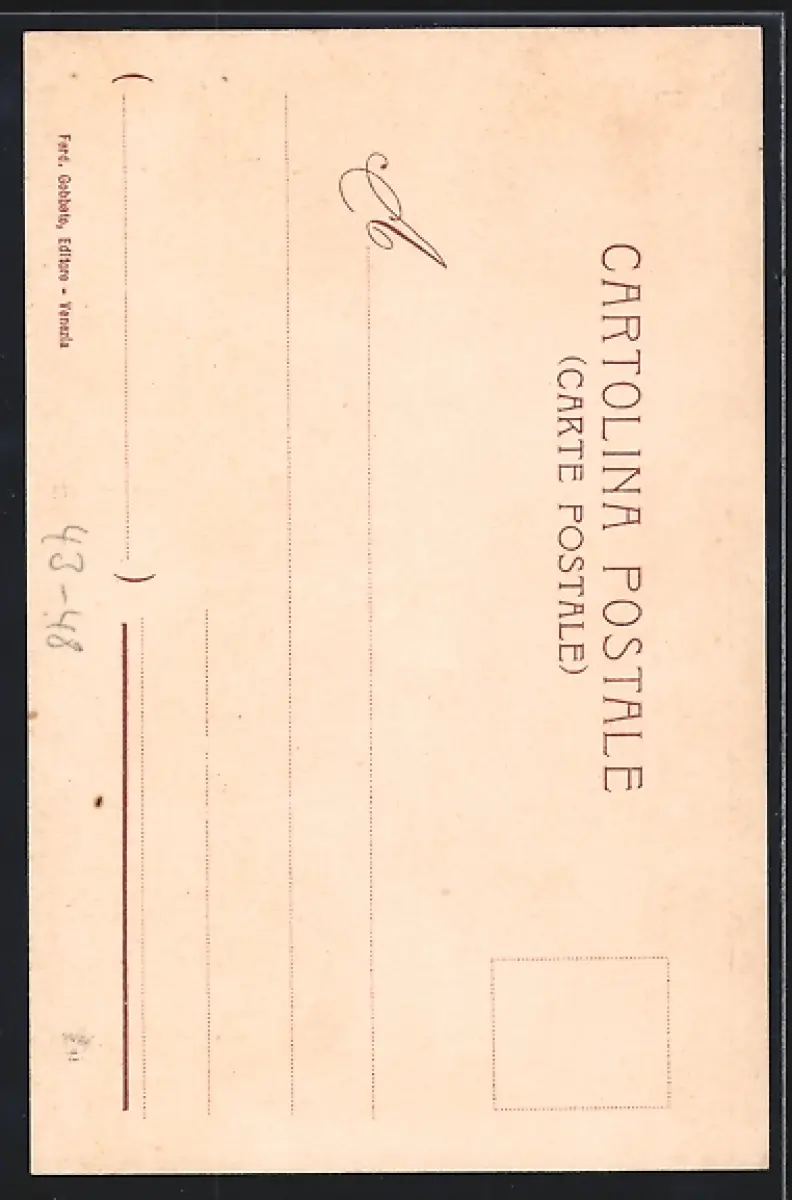 CARTOLINA POSTALE
(CARTE POSTALE)
A
( )
Ferd. Gobbato, Editore - Venezia
43-48